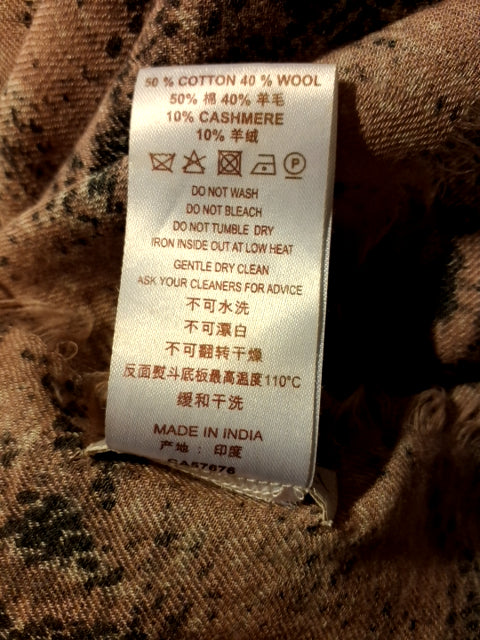 50 % COTTON 40 % WOOL
50% 棉 40% 羊毛
10% CASHMERE
10% 羊绒
P
DO NOT WASH
DO NOT BLEACH
DO NOT TUMBLE DRY
IRON INSIDE OUT AT LOW HEAT
GENTLE DRY CLEAN
ASK YOUR CLEANERS FOR ADVICE
不可水洗
不可漂白
不可翻转干燥
反面熨斗底板最高温度110°C
缓和干洗
MADE IN INDIA
产地: 印度
CA57676